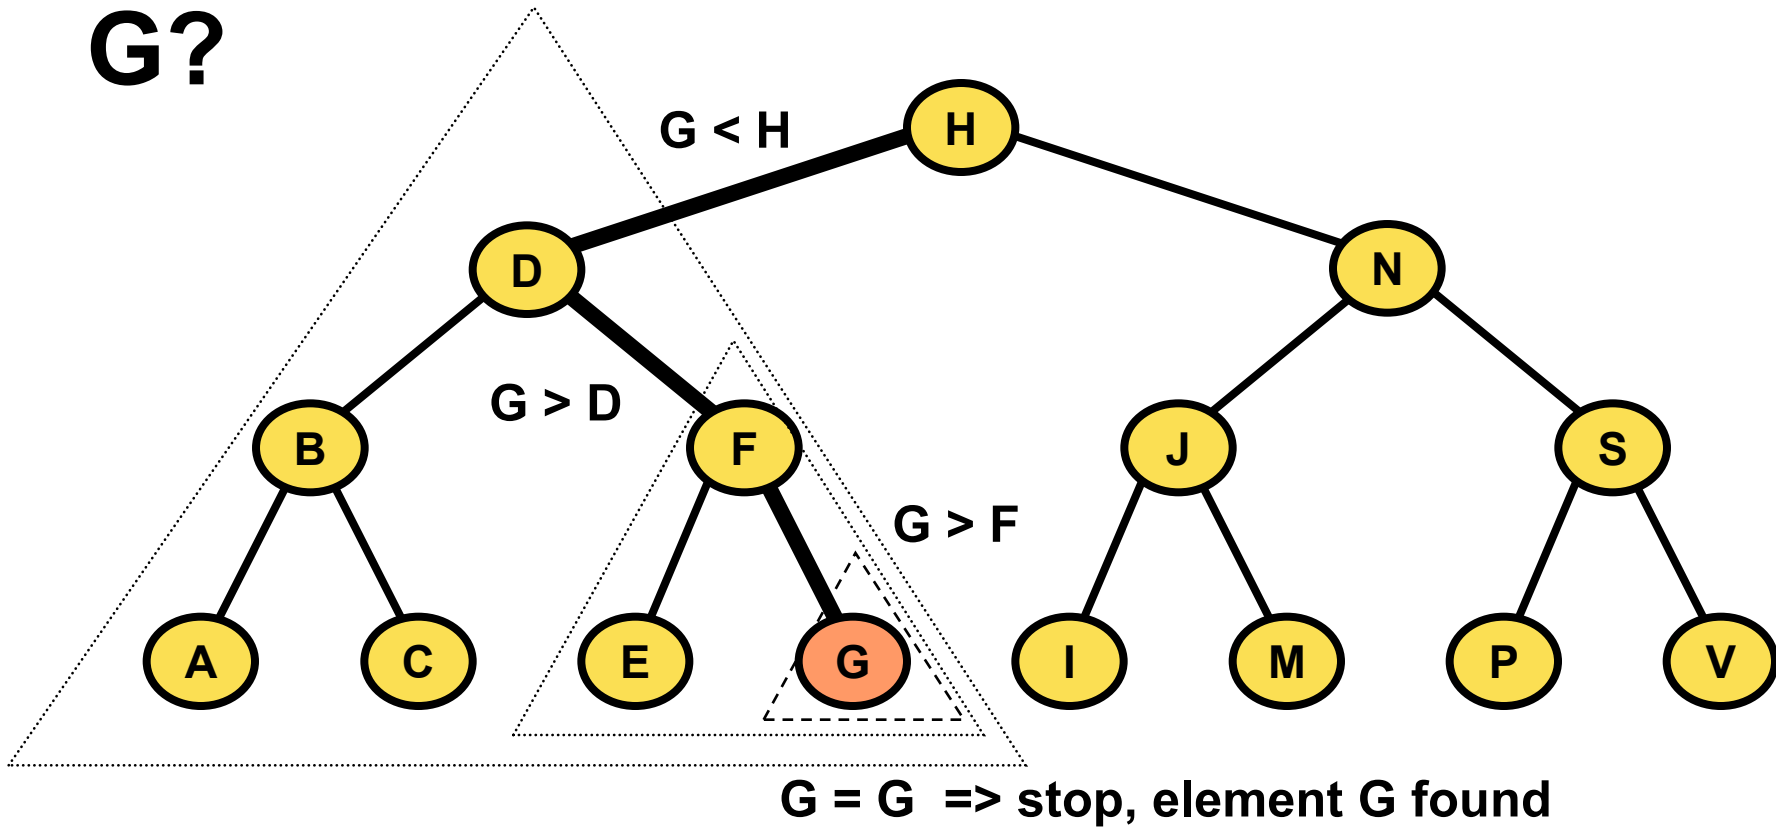 G?
G < H
H
D
N
G > D
B
F
J
S
G > F
A
C
E
G
I
M
P
V
G = G => stop, element G found